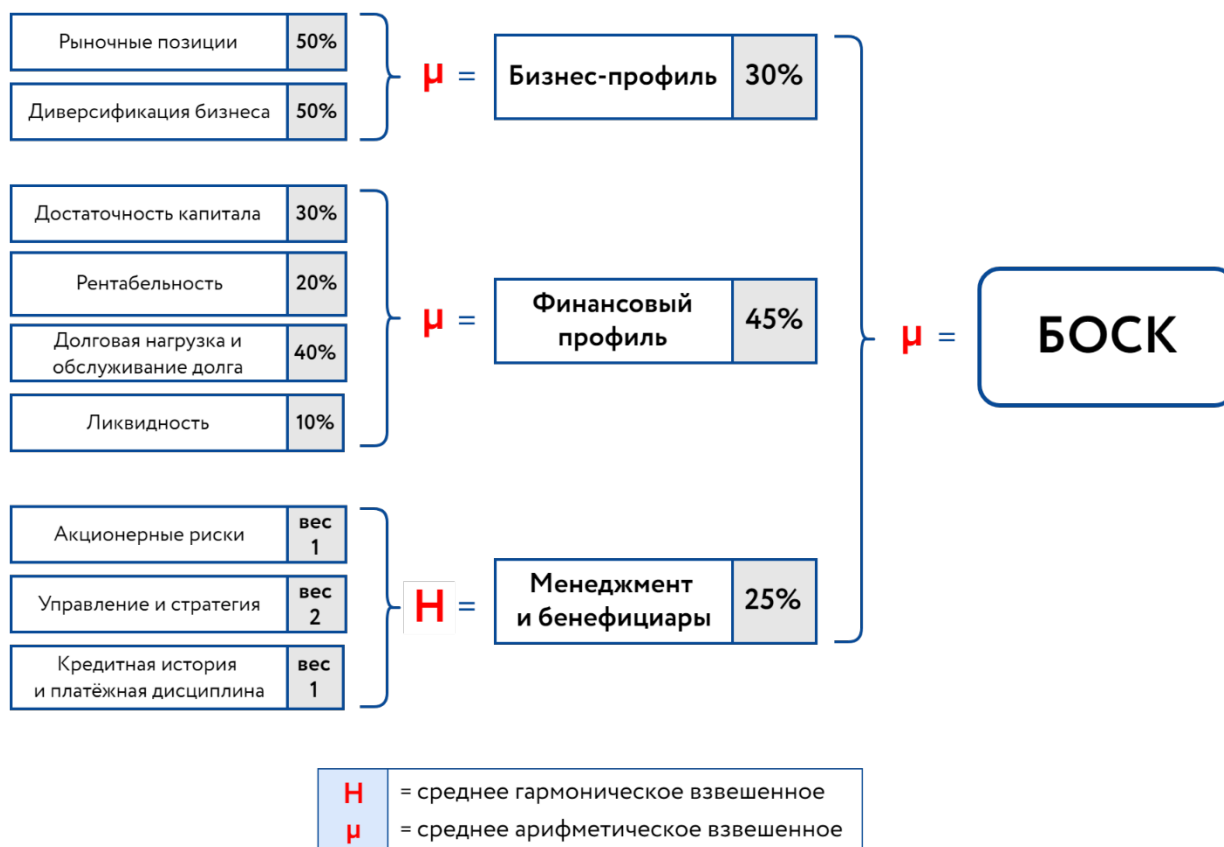 Рыночные позиции 50%
Диверсификация бизнеса 50%
μ = Бизнес-профиль 30%
Достаточность капитала 30%
Рентабельность 20%
Долговая нагрузка и
обслуживание долга 40%
Ликвидность 10%
μ = Финансовый
профиль 45%
Акционерные риски вес
1
Управление и стратегия вес
2
Кредитная история
и платёжная дисциплина вес
1
H = Менеджмент
и бенефициары 25%
μ = БОСК
H = среднее гармоническое взвешенное
μ = среднее арифметическое взвешенное